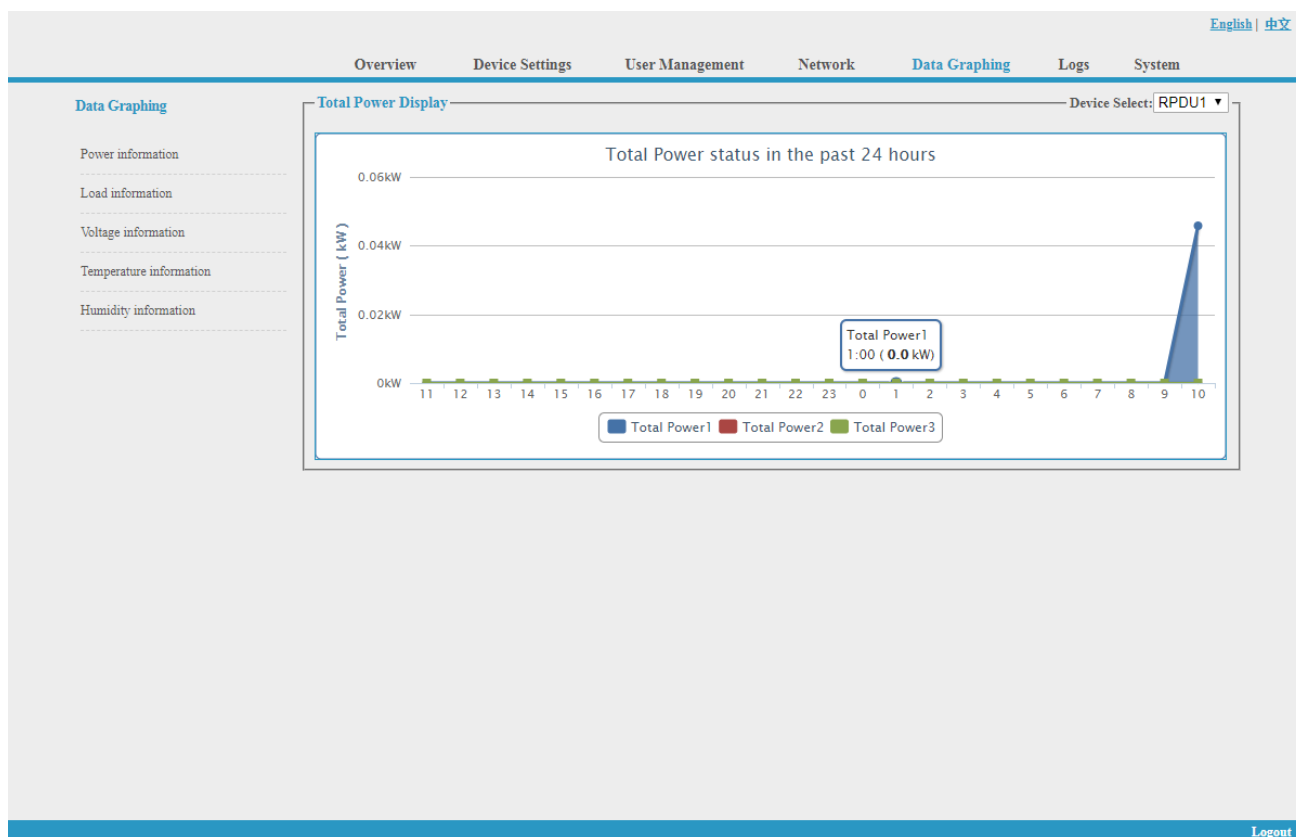 English | 中文
Overview Device Settings User Management Network Data Graphing Logs System
Data Graphing
Power information
Load information
Voltage information
Temperature information
Humidity information
Total Power Display
Device Select: RPDU1
Total Power status in the past 24 hours
Total Power ( kW )
0.06kW
0.04kW
0.02kW
0kW
Total Power1
1:00 ( 0.0 kW)
11 12 13 14 15 16 17 18 19 20 21 22 23 0 1 2 3 4 5 6 7 8 9 10
Total Power1 Total Power2 Total Power3
Logout